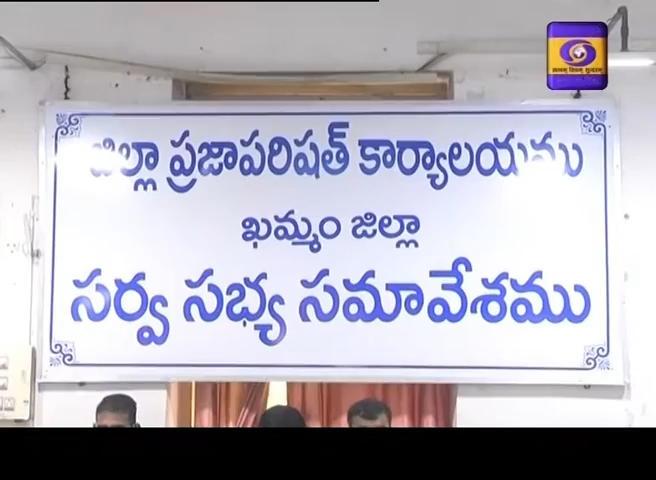 జిల్లా ప్రజాపరిషత్ కార్యాలయము
ఖమ్మం జిల్లా
సర్వ సభ్య సమావేశము